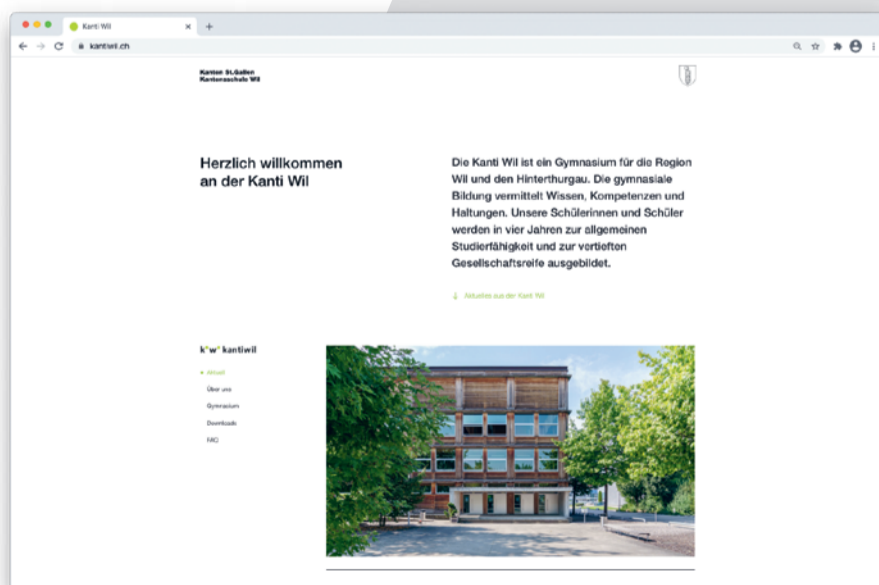 Kanti Wil
kantiwil.ch
Kanton St.Gallen
Kantonsschule Wil
Herzlich willkommen
an der Kanti Wil
Die Kanti Wil ist ein Gymnasium für die Region
Wil und den Hinterthurgau. Die gymnasiale
Bildung vermittelt Wissen, Kompetenzen und
Haltungen. Unsere Schülerinnen und Schüler
werden in vier Jahren zur allgemeinen
Studierfähigkeit und zur vertieften
Gesellschaftsreife ausgebildet.
Aktuelles aus der Kanti Wil
k*w* kantiwil
Aktuell
Über uns
Gymnasium
Downloads
FAQ